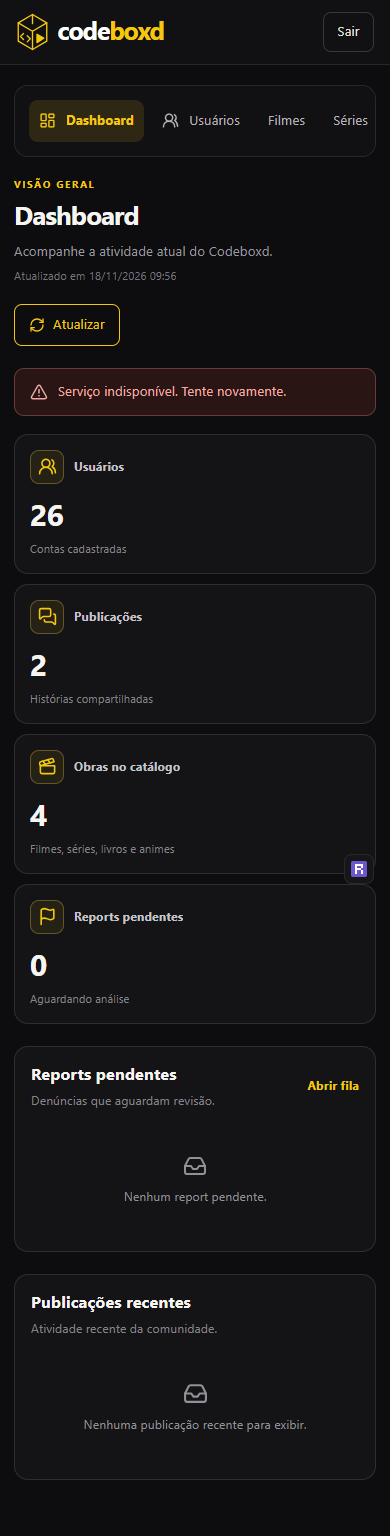 codeboxd
Sair
Dashboard
Usuários
Filmes
Séries
VISÃO GERAL
Dashboard
Acompanhe a atividade atual do Codeboxd.
Atualizado em 18/11/2026 09:56
Atualizar
Serviço indisponível. Tente novamente.
Usuários
26
Contas cadastradas
Publicações
2
Histórias compartilhadas
Obras no catálogo
4
Filmes, séries, livros e animes
R
Reports pendentes
0
Aguardando análise
Reports pendentes
Abrir fila
Denúncias que aguardam revisão.
Nenhum report pendente.
Publicações recentes
Atividade recente da comunidade.
Nenhuma publicação recente para exibir.